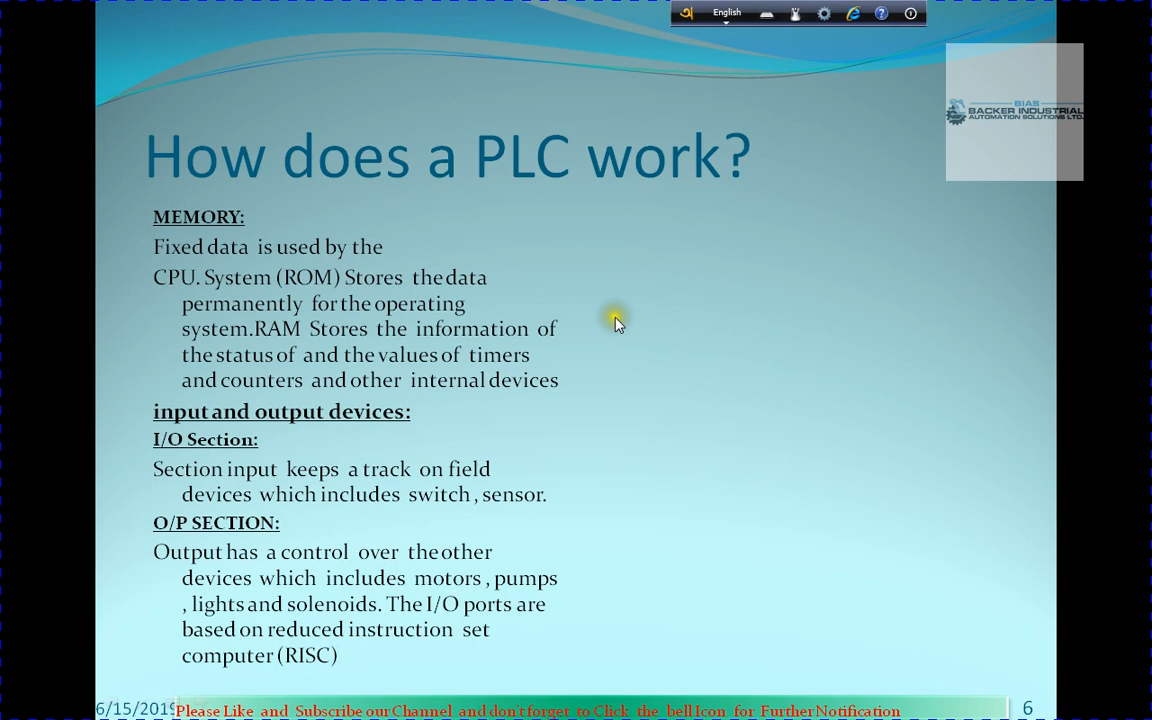 অ English
BIAS
BACKER INDUSTRIAL
AUTOMATION SOLUTIONS LTD.
How does a PLC work?
MEMORY:
Fixed data is used by the
CPU. System (ROM) Stores the data
permanently for the operating
system.RAM Stores the information of
the status of and the values of timers
and counters and other internal devices
input and output devices:
I/O Section:
Section input keeps a track on field
devices which includes switch , sensor.
O/P SECTION:
Output has a control over the other
devices which includes motors , pumps
, lights and solenoids. The I/O ports are
based on reduced instruction set
computer (RISC)
6/15/2019
Please Like and Subscribe our Channel and don't forget to Click the bell Icon for Further Notification
6